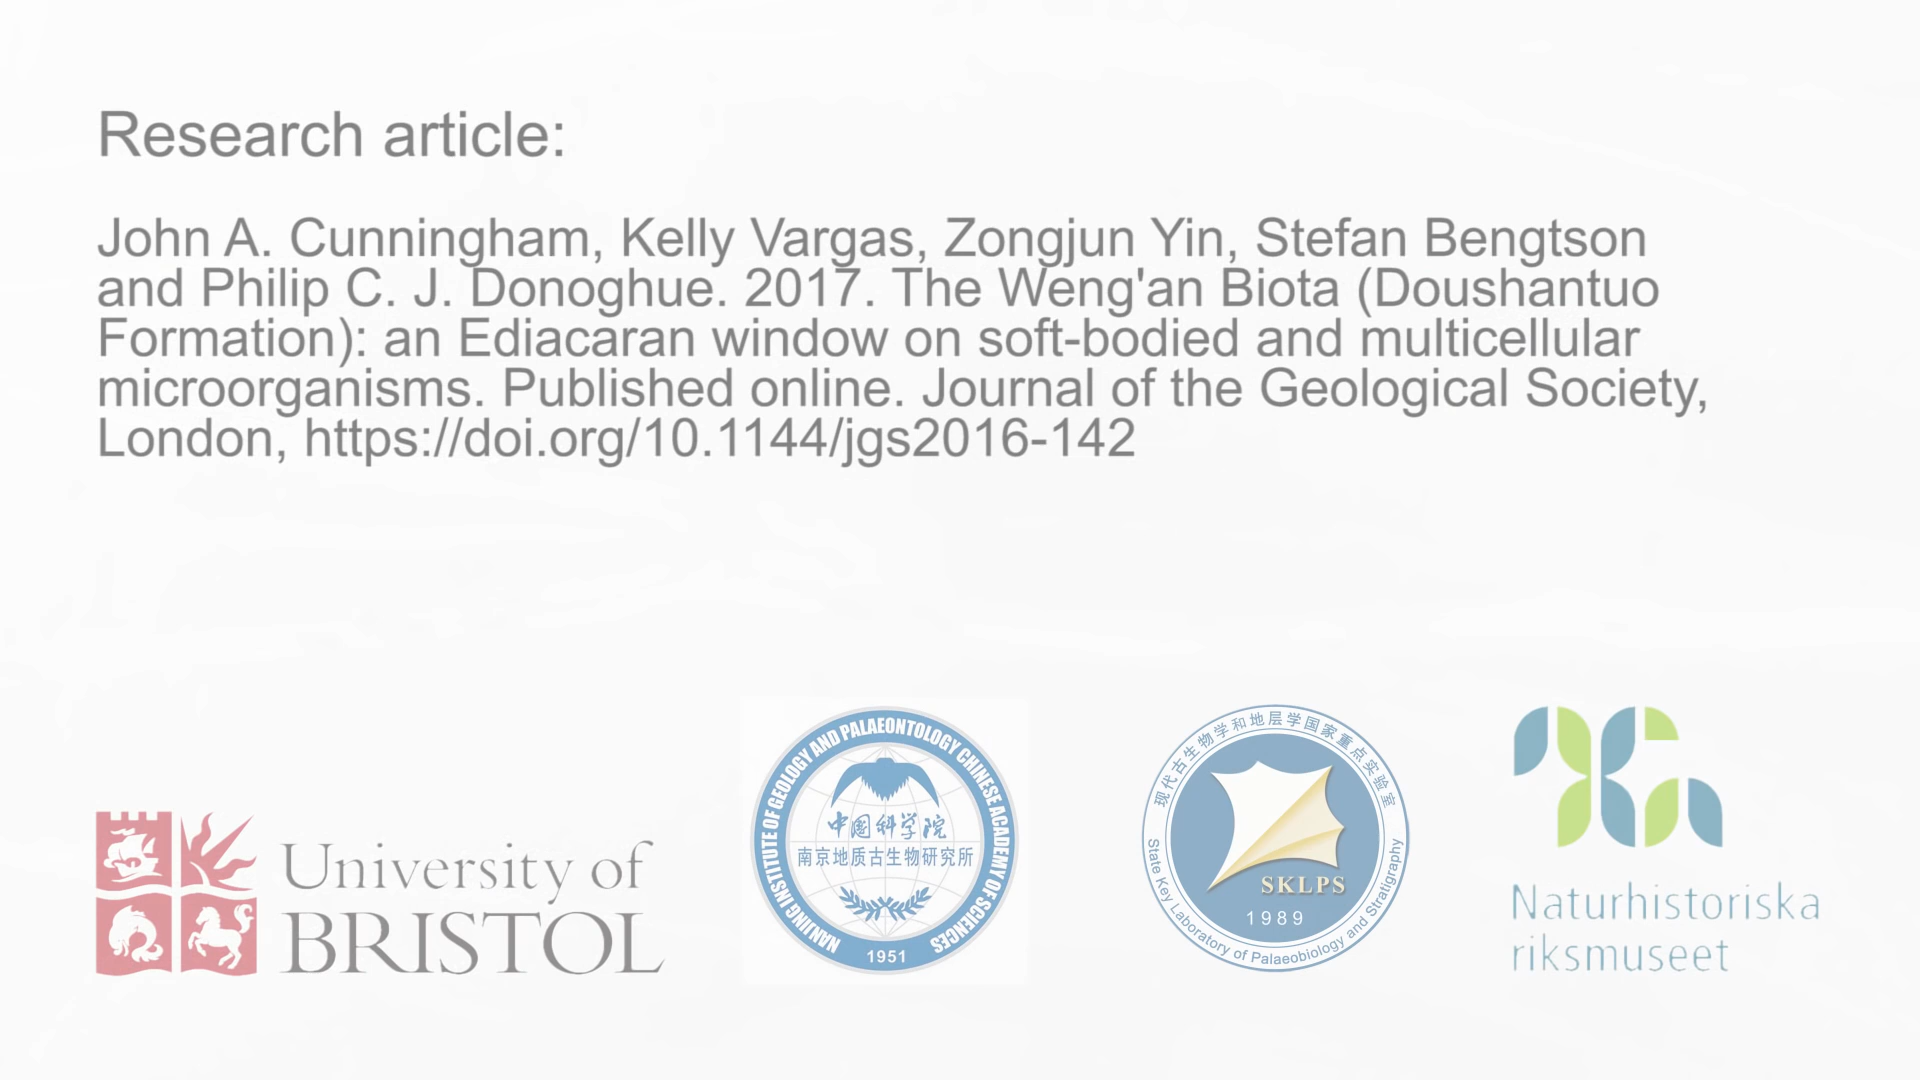 Research article:
John A. Cunningham, Kelly Vargas, Zongjun Yin, Stefan Bengtson
and Philip C. J. Donoghue. 2017. The Weng'an Biota (Doushantuo
Formation): an Ediacaran window on soft-bodied and multicellular
microorganisms. Published online. Journal of the Geological Society,
London, https://doi.org/10.1144/jgs2016-142
University of
BRISTOL
NANJING INSTITUTE OF GEOLOGY AND PALAEONTOLOGY CHINESE ACADEMY OF SCIENCES
中国科学院
南京地质古生物研究所
1951
现代古生物学和地层学国家重点实验室
SKLPS
1989
State Key Laboratory of Palaeobiology and Stratigraphy
Naturhistoriska
riksmuseet